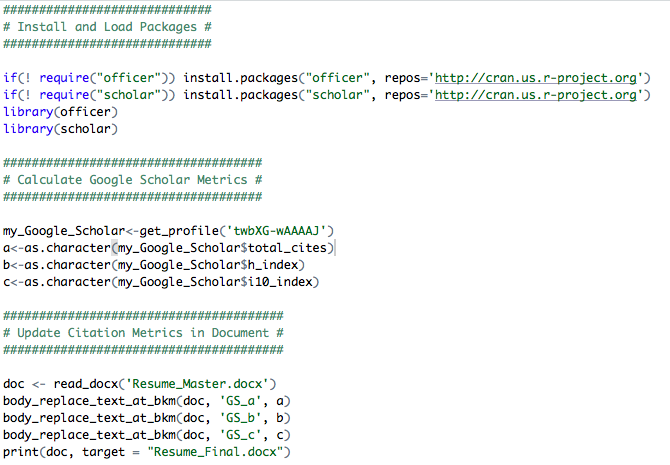 #############################
# Install and Load Packages #
#############################
if(! require("officer")) install.packages("officer", repos='http://cran.us.r-project.org')
if(! require("scholar")) install.packages("scholar", repos='http://cran.us.r-project.org')
library(officer)
library(scholar)
####################################
# Calculate Google Scholar Metrics #
####################################
my_Google_Scholar<-get_profile('twbXG-wAAAAJ')
a<-as.character(my_Google_Scholar$total_cites)
b<-as.character(my_Google_Scholar$h_index)
c<-as.character(my_Google_Scholar$i10_index)
#######################################
# Update Citation Metrics in Document #
#######################################
doc <- read_docx('Resume_Master.docx')
body_replace_text_at_bkm(doc, 'GS_a', a)
body_replace_text_at_bkm(doc, 'GS_b', b)
body_replace_text_at_bkm(doc, 'GS_c', c)
print(doc, target = "Resume_Final.docx")